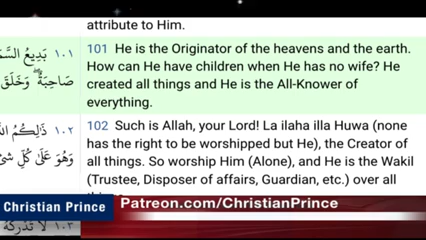 attribute to Him.
101 He is the Originator of the heavens and the earth.
How can He have children when He has no wife? He
created all things and He is the All-Knower of
everything.
102 Such is Allah, your Lord! La ilaha illa Huwa (none
has the right to be worshipped but He), the Creator of
all things. So worship Him (Alone), and He is the Wakil
(Trustee, Disposer of affairs, Guardian, etc.) over all
١٠١ بَدِيعُ
صَاحِبَةٌ ۖ وَخَلَقَ
١٠٢ ذَٰلِكُمُ
وَهُوَ عَلَىٰ كُلِّ
١٠٣ لَا تُدْرِكُهُ
Christian Prince
Patreon.com/ChristianPrince